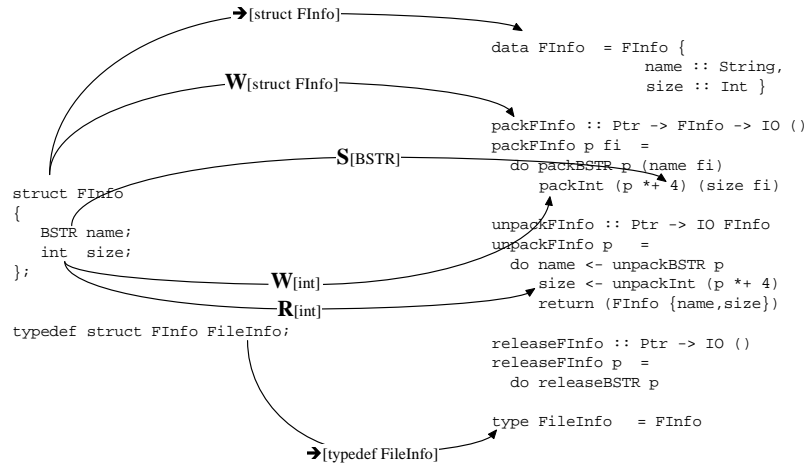 ➔[struct FInfo]
W[struct FInfo]
S[BSTR]
struct FInfo
{
   BSTR name;
   int  size;
};
W[int]
R[int]
typedef struct FInfo FileInfo;
➔[typedef FileInfo]
data FInfo  = FInfo {
                    name :: String,
                    size :: Int }
packFInfo :: Ptr -> FInfo -> IO ()
packFInfo p fi  =
  do packBSTR p (name fi)
     packInt (p *+ 4) (size fi)
unpackFInfo :: Ptr -> IO FInfo
unpackFInfo p   =
  do name <- unpackBSTR p
     size <- unpackInt (p *+ 4)
     return (FInfo {name,size})
releaseFInfo :: Ptr -> IO ()
releaseFInfo p  =
  do releaseBSTR p
type FileInfo   = FInfo